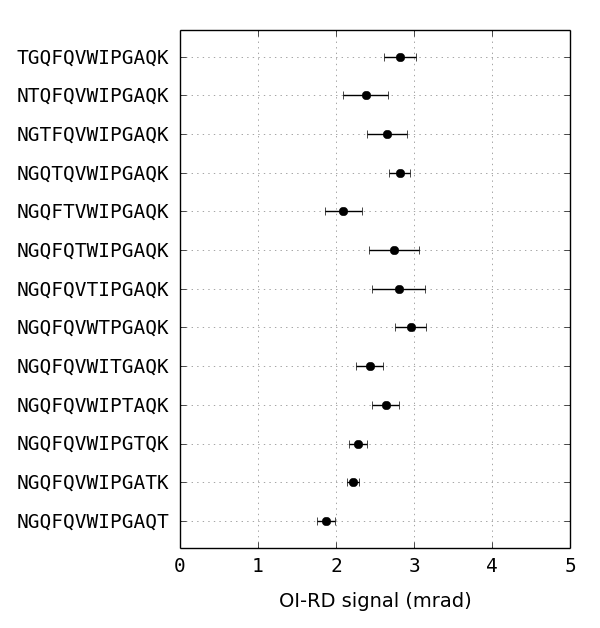 TGQFQVWIPGAQK
NTQFQVWIPGAQK
NGTFQVWIPGAQK
NGQTQVWIPGAQK
NGQFTVWIPGAQK
NGQFQTWIPGAQK
NGQFQVTIPGAQK
NGQFQVWTPGAQK
NGQFQVWITGAQK
NGQFQVWIPTAQK
NGQFQVWIPGTQK
NGQFQVWIPGATK
NGQFQVWIPGAQT
0 1 2 3 4 5
OI-RD signal (mrad)